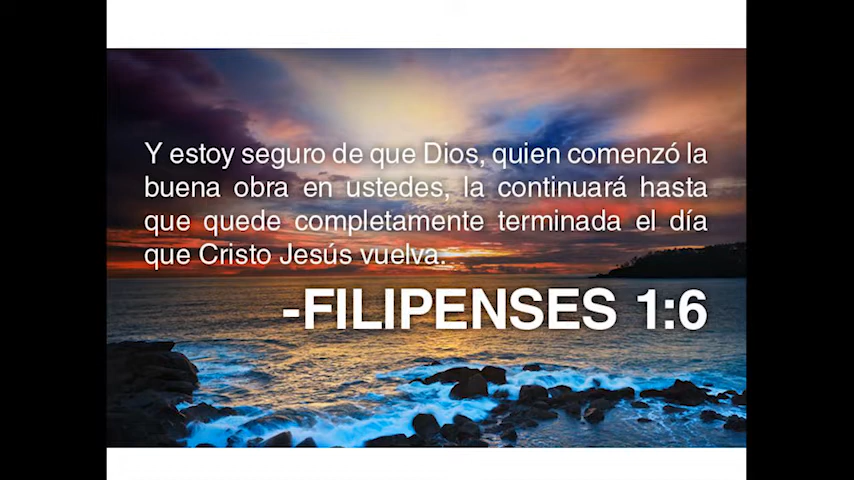 Y estoy seguro de que Dios, quien comenzó la
buena obra en ustedes, la continuará hasta
que quede completamente terminada el día
que Cristo Jesús vuelva.
-FILIPENSES 1:6